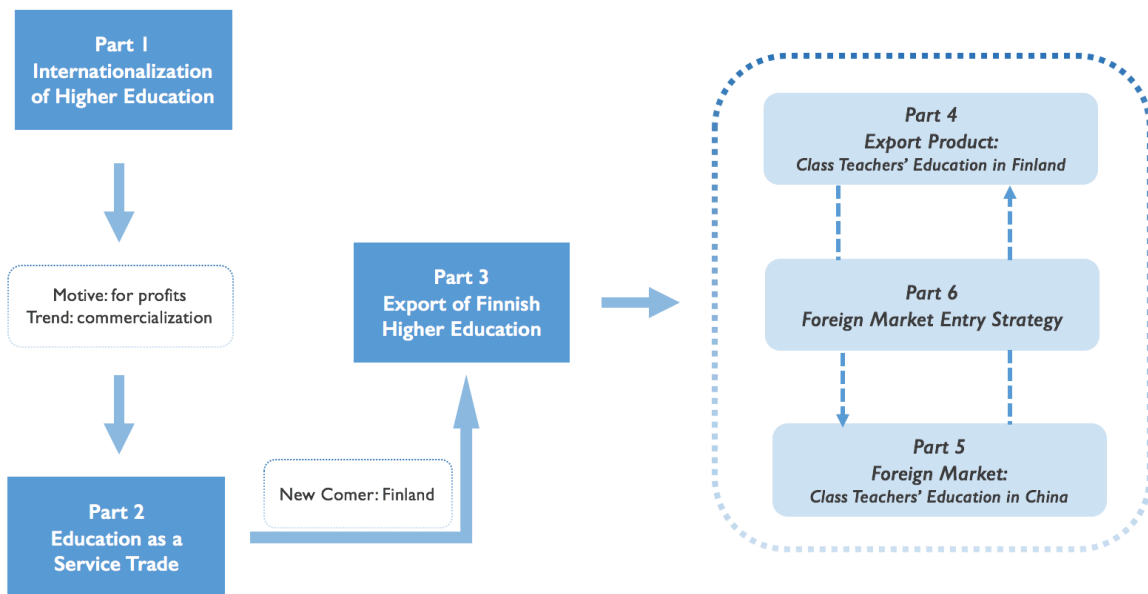 Part 1
Internationalization
of Higher Education
Motive: for profits
Trend: commercialization
Part 2
Education as a
Service Trade
New Comer: Finland
Part 3
Export of Finnish
Higher Education
Part 4
Export Product:
Class Teachers' Education in Finland
Part 6
Foreign Market Entry Strategy
Part 5
Foreign Market:
Class Teachers' Education in China